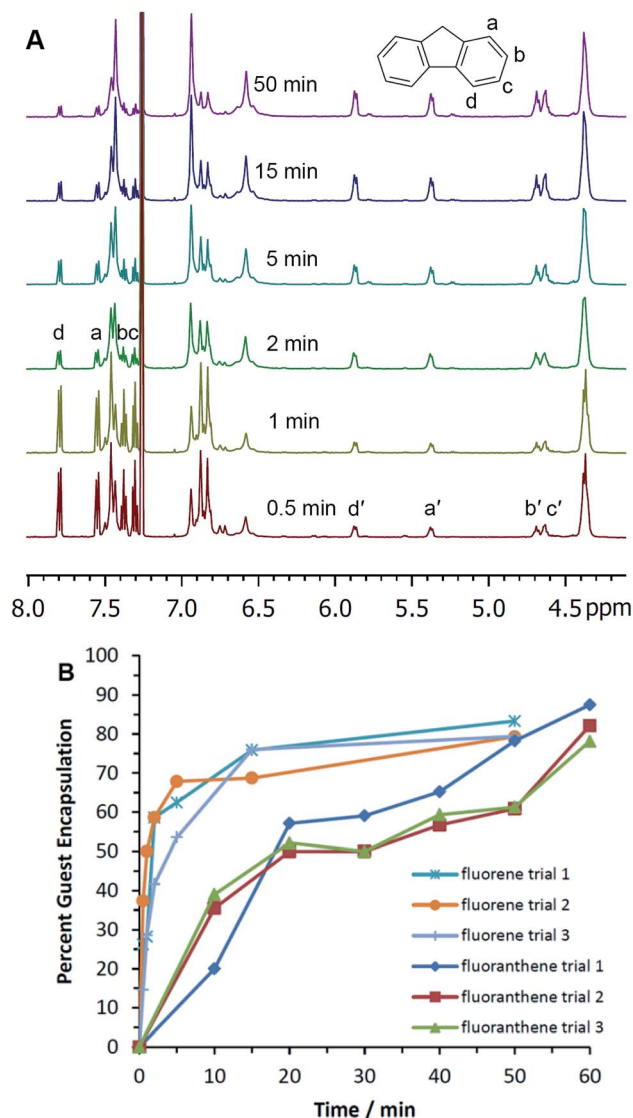 A
a
b
c
d
50 min
15 min
5 min
2 min
d a bc
1 min
0.5 min d′ a′ b′ c′
8.0 7.5 7.0 6.5 6.0 5.5 5.0 4.5 ppm
B
Percent Guest Encapsulation
100
90
80
70
60
50
40
30
20
10
0
fluorene trial 1
fluorene trial 2
fluorene trial 3
fluoranthene trial 1
fluoranthene trial 2
fluoranthene trial 3
0 10 20 30 40 50 60
Time / min